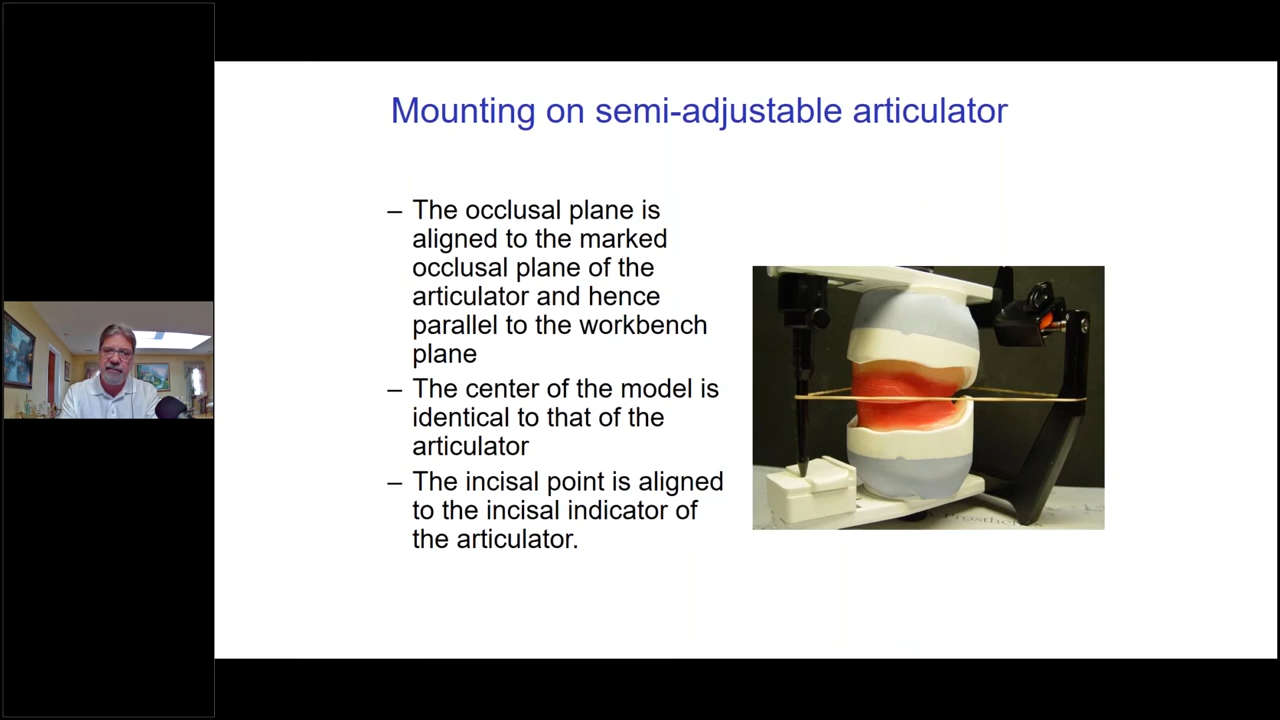 Mounting on semi-adjustable articulator
– The occlusal plane is
aligned to the marked
occlusal plane of the
articulator and hence
parallel to the workbench
plane
– The center of the model is
identical to that of the
articulator
– The incisal point is aligned
to the incisal indicator of
the articulator.